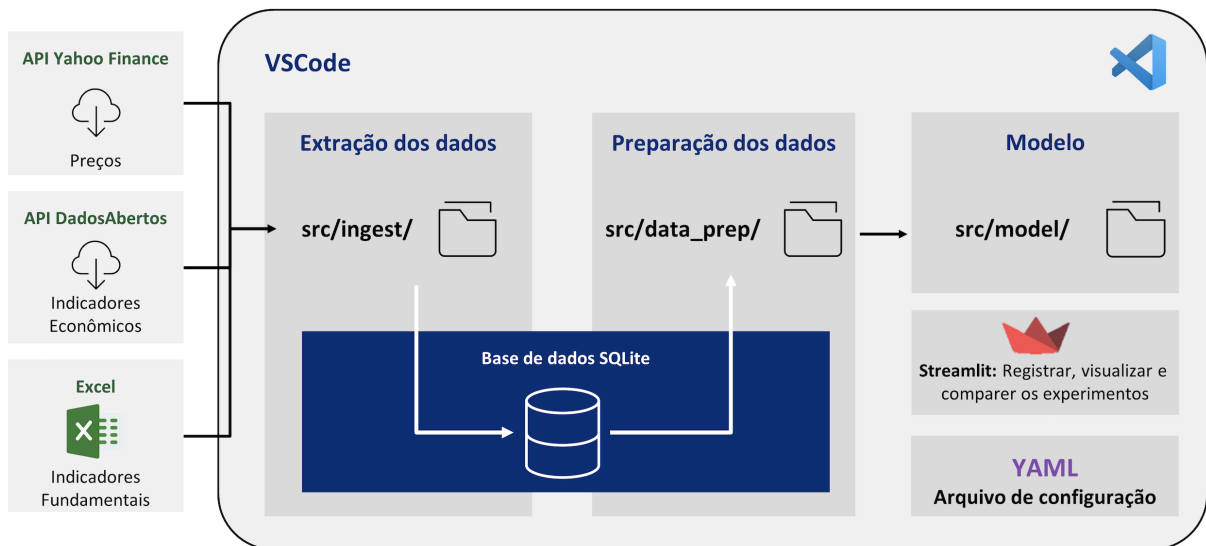 API Yahoo Finance
Preços
API DadosAbertos
Indicadores
Econômicos
Excel
X
Indicadores
Fundamentais
VSCode
Extração dos dados
src/ingest/
Preparação dos dados
src/data_prep/
Base de dados SQLite
Modelo
src/model/
Streamlit: Registrar, visualizar e
comparer os experimentos
YAML
Arquivo de configuração